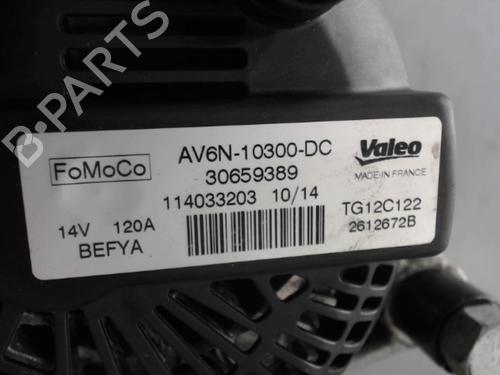 B-PARTS
FoMoCo
AV6N-10300-DC
30659389
114033203 10/14
14V 120A
BEFYA
Valeo
MADE IN FRANCE
TG12C122
2612672B